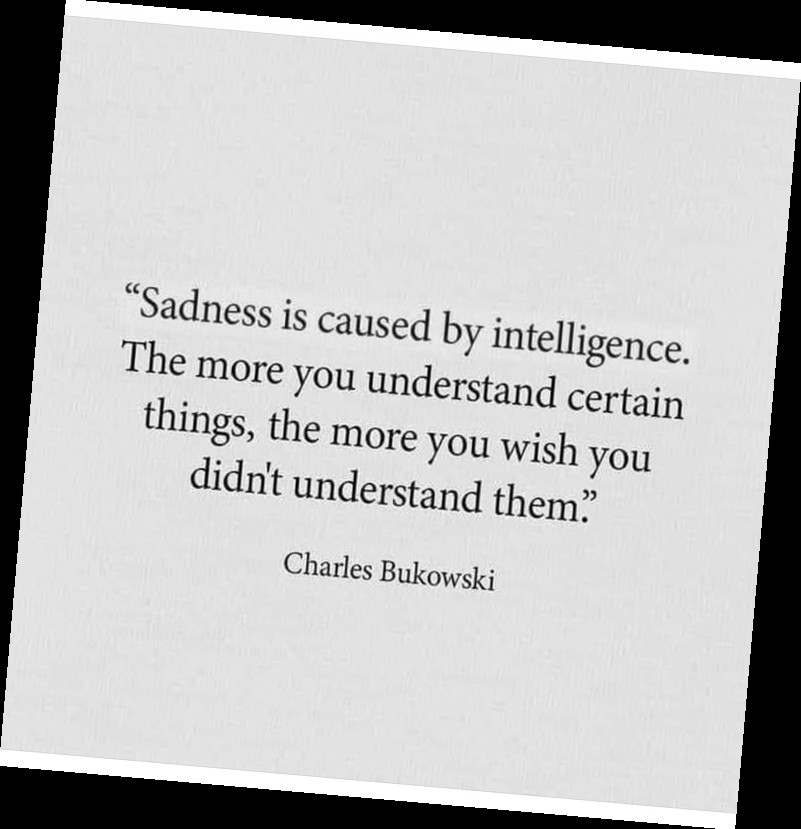 “Sadness is caused by intelligence.
The more you understand certain
things, the more you wish you
didn't understand them.”
Charles Bukowski